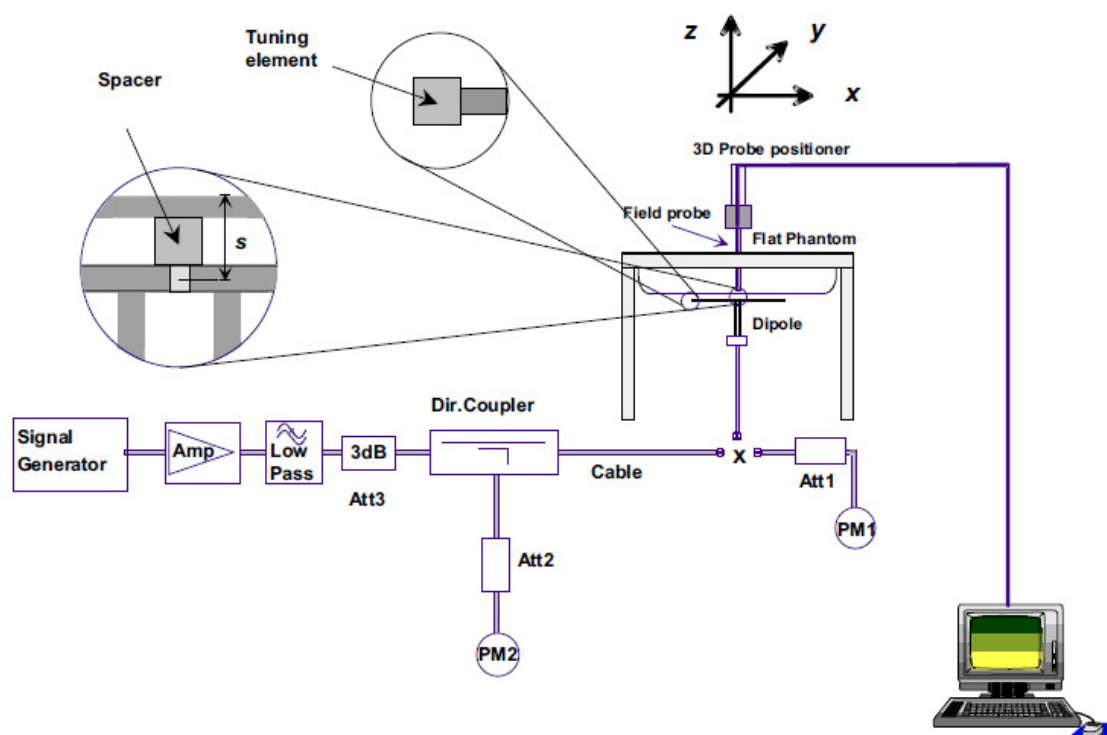 Tuning
element
Spacer
z
y
x
3D Probe positioner
Field probe
Flat Phantom
s
Dipole
Dir.Coupler
Signal
Generator
Amp
Low
Pass
3dB
Att3
Cable
X
Att1
PM1
Att2
PM2